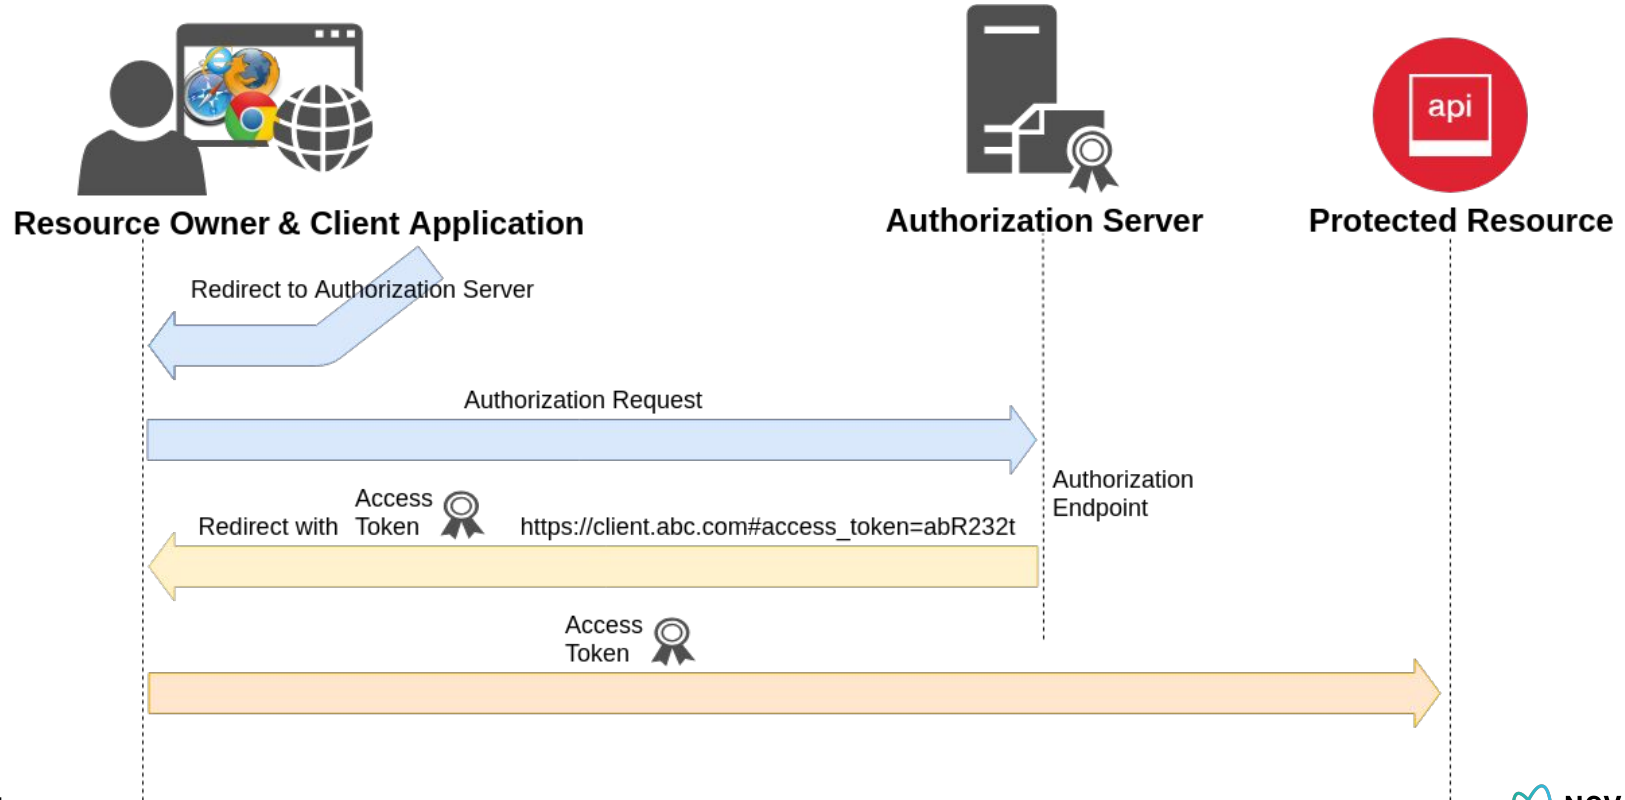 api
Resource Owner & Client Application
Authorization Server
Protected Resource
Redirect to Authorization Server
Authorization Request
Authorization
Endpoint
Access
Redirect with Token
https://client.abc.com#access_token=abR232t
Access
Token